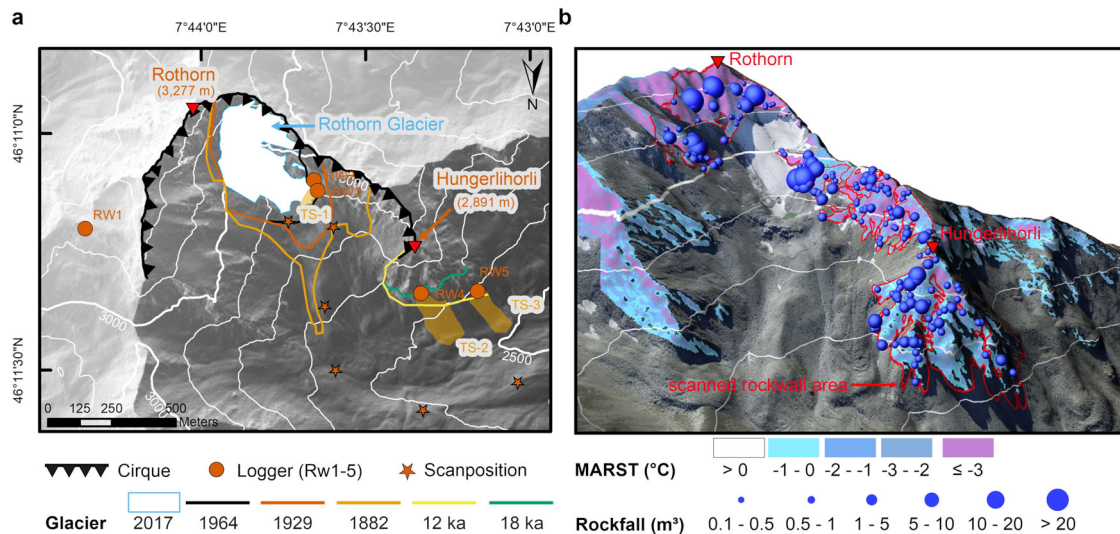 a
7°44'0"E
7°43'30"E
7°43'0"E
46°11'0"N
46°11'30"N
Rothorn
(3,277 m)
N
Rothorn Glacier
3000
Hungerlihorli
(2,891 m)
RW1
TS-1
RW5
RW4
TS-3
TS-2
3000
3000
2500
0 125 250 500
Meters
Cirque
Logger (Rw1-5)
Scanposition
Glacier
2017 1964 1929 1882 12 ka 18 ka
b
Rothorn
Hungerlihorli
scanned rockwall area
MARST (°C) > 0 -1 - 0 -2 - -1 -3 - -2 ≤ -3
Rockfall (m³) 0.1 - 0.5 0.5 - 1 1 - 5 5 - 10 10 - 20 > 20